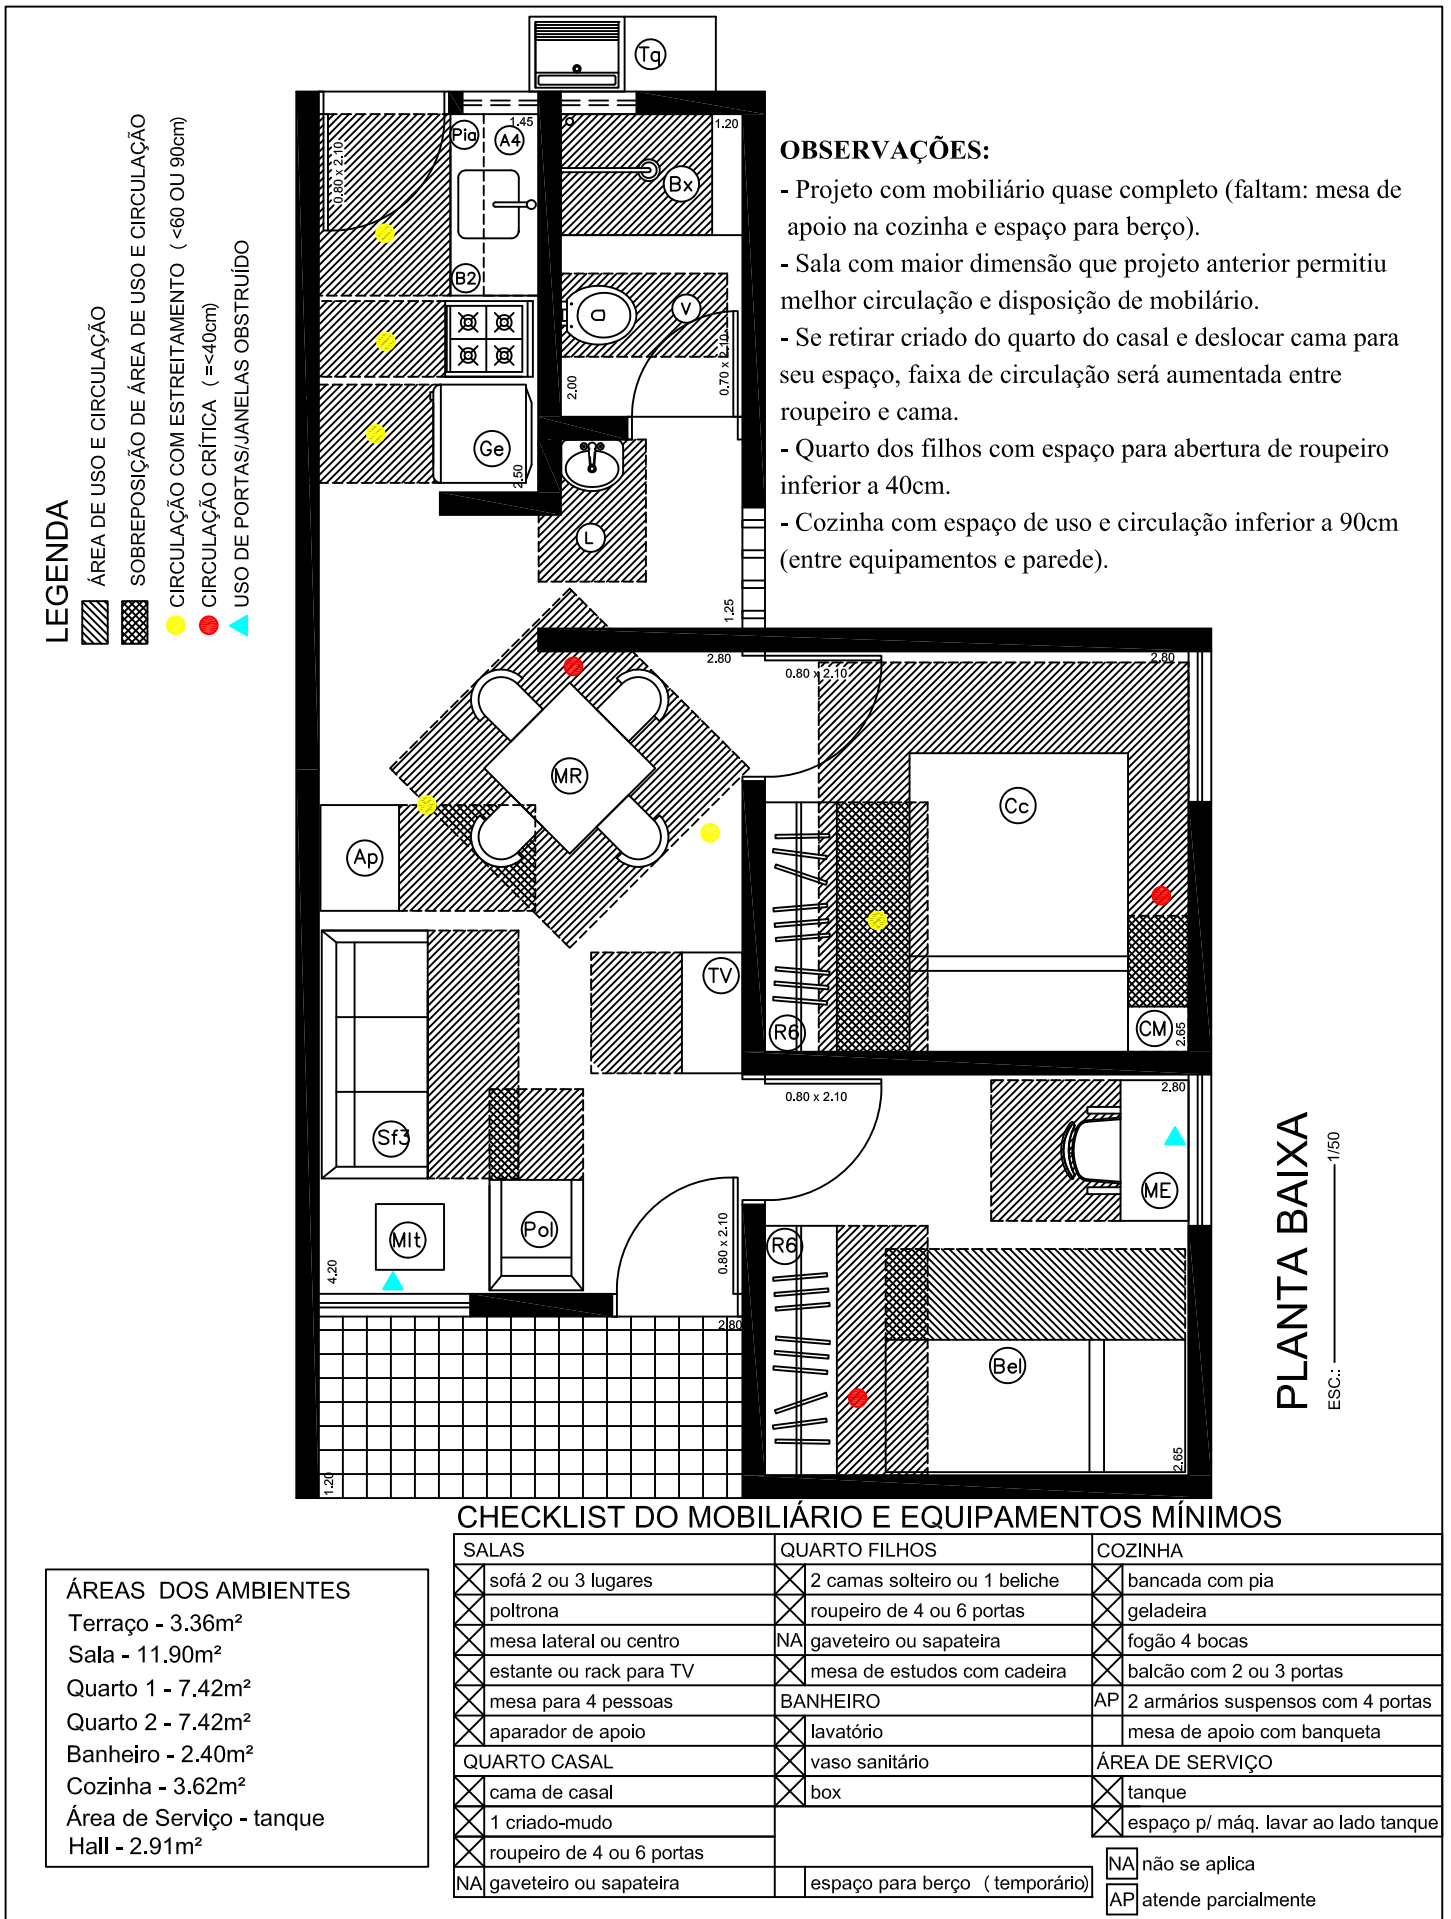 LEGENDA
ÁREA DE USO E CIRCULAÇÃO
SOBREPOSIÇÃO DE ÁREA DE USO E CIRCULAÇÃO
CIRCULAÇÃO COM ESTREITAMENTO ( <60 OU 90cm)
CIRCULAÇÃO CRÍTICA ( =<40cm)
USO DE PORTAS/JANELAS OBSTRUÍDO
Tq
1.45
1.20
Pia
A4
0.80 x 2.10
Bx
B2
V
2.00
0.70 x 2.10
Ge
2.50
L
1.25
OBSERVAÇÕES:
- Projeto com mobiliário quase completo (faltam: mesa de
apoio na cozinha e espaço para berço).
- Sala com maior dimensão que projeto anterior permitiu
melhor circulação e disposição de mobilário.
- Se retirar criado do quarto do casal e deslocar cama para
seu espaço, faixa de circulação será aumentada entre
roupeiro e cama.
- Quarto dos filhos com espaço para abertura de roupeiro
inferior a 40cm.
- Cozinha com espaço de uso e circulação inferior a 90cm
(entre equipamentos e parede).
2.80
0.80 x 2.10
2.80
MR
Cc
Ap
TV
R6
CM
2.65
0.80 x 2.10
2.80
Sf3
ME
Mlt
Pol
R6
0.80 x 2.10
4.20
2.80
Bel
1.20
2.65
PLANTA BAIXA
ESC.: 1/50
CHECKLIST DO MOBILIÁRIO E EQUIPAMENTOS MÍNIMOS
SALAS
sofá 2 ou 3 lugares
poltrona
mesa lateral ou centro
estante ou rack para TV
mesa para 4 pessoas
aparador de apoio
QUARTO CASAL
cama de casal
1 criado-mudo
roupeiro de 4 ou 6 portas
NA gaveteiro ou sapateira
QUARTO FILHOS
2 camas solteiro ou 1 beliche
roupeiro de 4 ou 6 portas
NA gaveteiro ou sapateira
mesa de estudos com cadeira
BANHEIRO
lavatório
vaso sanitário
box
espaço para berço ( temporário)
COZINHA
bancada com pia
geladeira
fogão 4 bocas
balcão com 2 ou 3 portas
AP 2 armários suspensos com 4 portas
mesa de apoio com banqueta
ÁREA DE SERVIÇO
tanque
espaço p/ máq. lavar ao lado tanque
NA não se aplica
AP atende parcialmente
ÁREAS DOS AMBIENTES
Terraço - 3.36m²
Sala - 11.90m²
Quarto 1 - 7.42m²
Quarto 2 - 7.42m²
Banheiro - 2.40m²
Cozinha - 3.62m²
Área de Serviço - tanque
Hall - 2.91m²